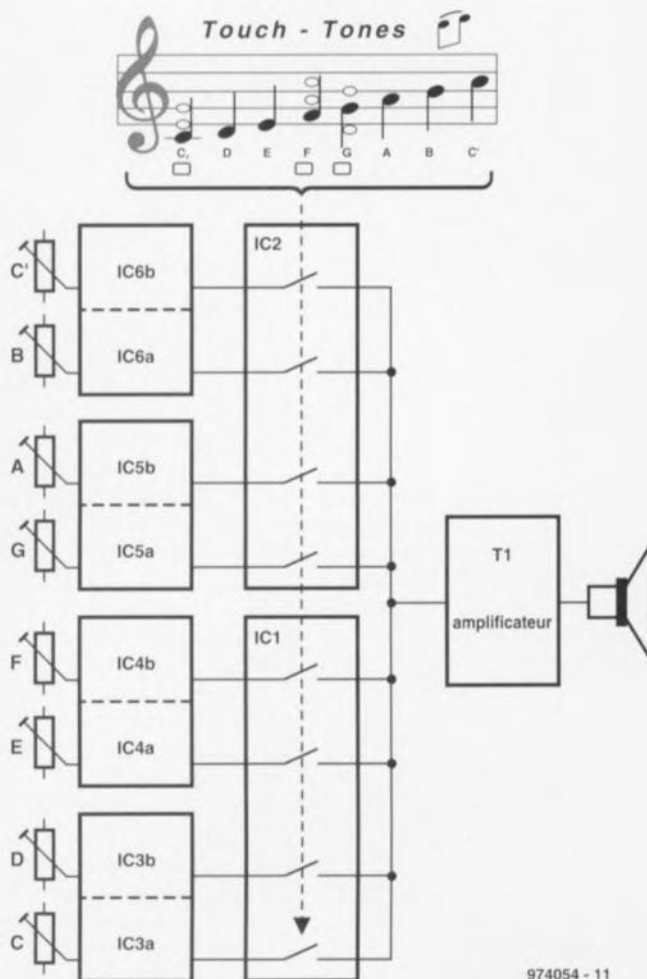 Touch - Tones
C, D E F G A B C'
IC2
C' IC6b
B IC6a
A IC5b
G IC5a
T1
amplificateur
IC1
F IC4b
E IC4a
D IC3b
C IC3a
974054 - 11